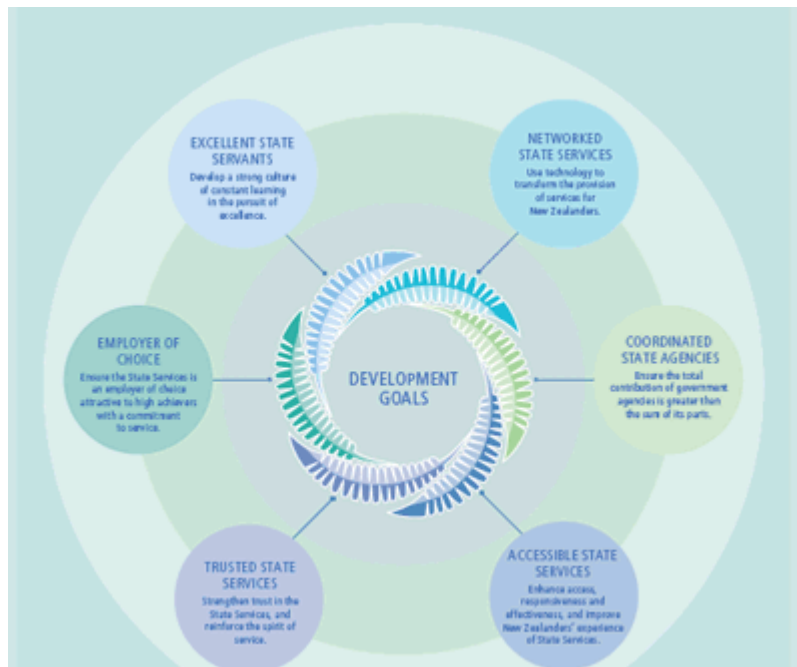 EXCELLENT STATE
SERVANTS
Develop a strong culture
of constant learning
in the pursuit of
excellence.
NETWORKED
STATE SERVICES
Use technology to
transform the provision
of services for
New Zealanders.
EMPLOYER OF
CHOICE
Ensure the State Services is
an employer of choice
attractive to high achievers
with a commitment
to service.
DEVELOPMENT
GOALS
COORDINATED
STATE AGENCIES
Ensure the total
contribution of government
agencies is greater than
the sum of its parts.
TRUSTED STATE
SERVICES
Strengthen trust in the
State Services, and
reinforce the spirit of
service.
ACCESSIBLE STATE
SERVICES
Enhance access,
responsiveness and
effectiveness, and improve
New Zealanders' experience
of State Services.